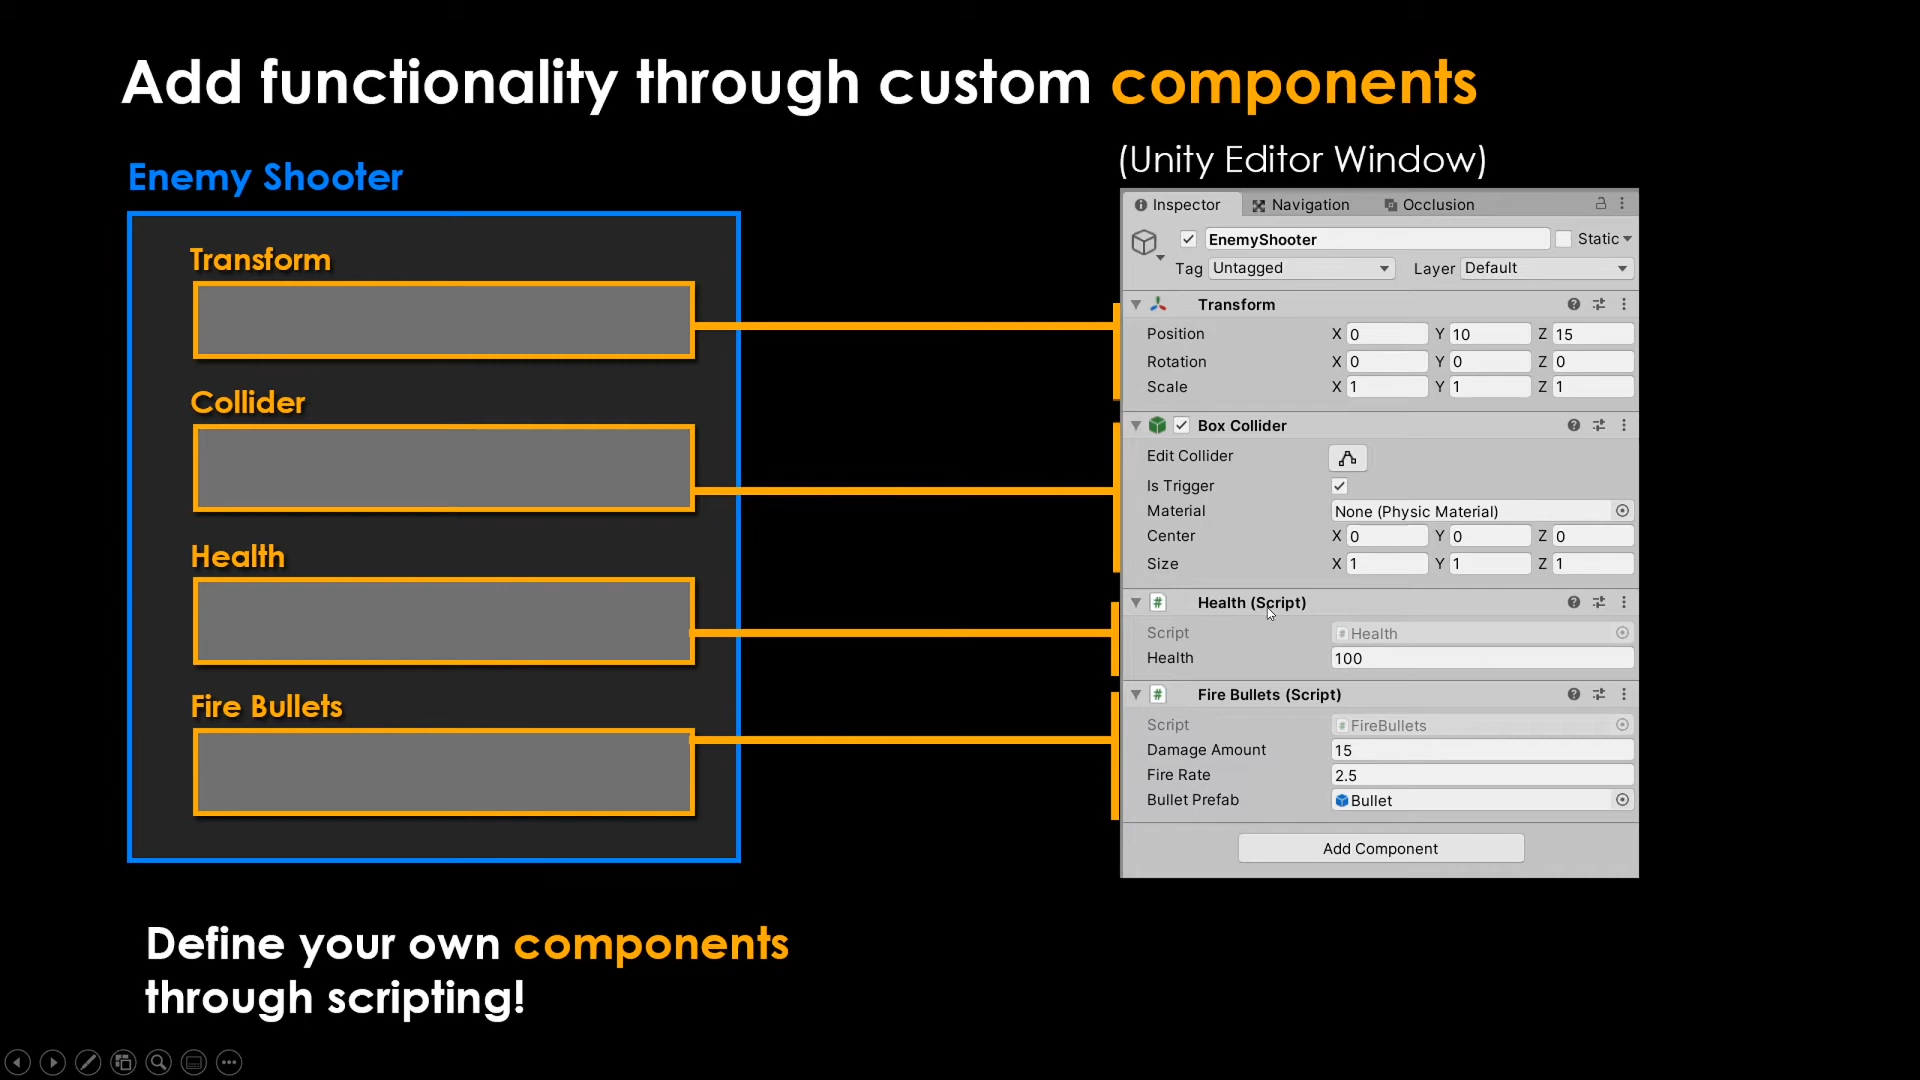 Add functionality through custom components
Enemy Shooter
Transform
Collider
Health
Fire Bullets
Define your own components
through scripting!
(Unity Editor Window)
Inspector Navigation Occlusion
EnemyShooter Static
Tag Untagged Layer Default
Transform
Position X 0 Y 10 Z 15
Rotation X 0 Y 0 Z 0
Scale X 1 Y 1 Z 1
Box Collider
Edit Collider
Is Trigger
Material None (Physic Material)
Center X 0 Y 0 Z 0
Size X 1 Y 1 Z 1
Health (Script)
Script # Health
Health 100
Fire Bullets (Script)
Script # FireBullets
Damage Amount 15
Fire Rate 2.5
Bullet Prefab Bullet
Add Component